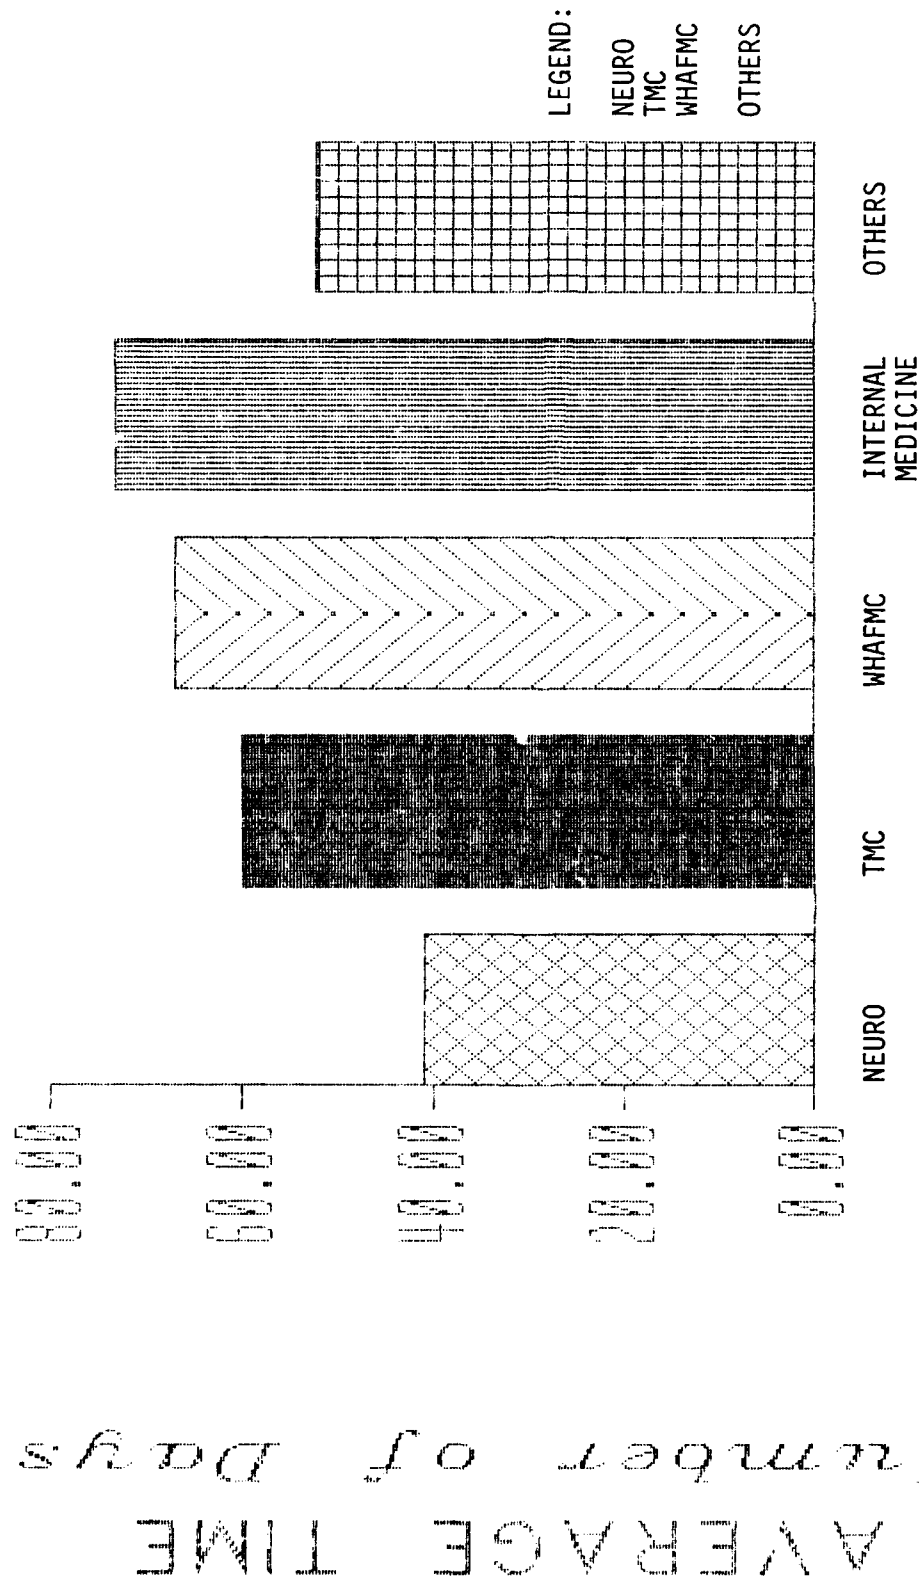 AVERAGE TIME
umber of Days
80.00
60.00
40.00
20.00
0.00
NEURO
TMC
WHAFMC
INTERNAL
MEDICINE
OTHERS
LEGEND:
NEURO
TMC
WHAFMC
OTHERS